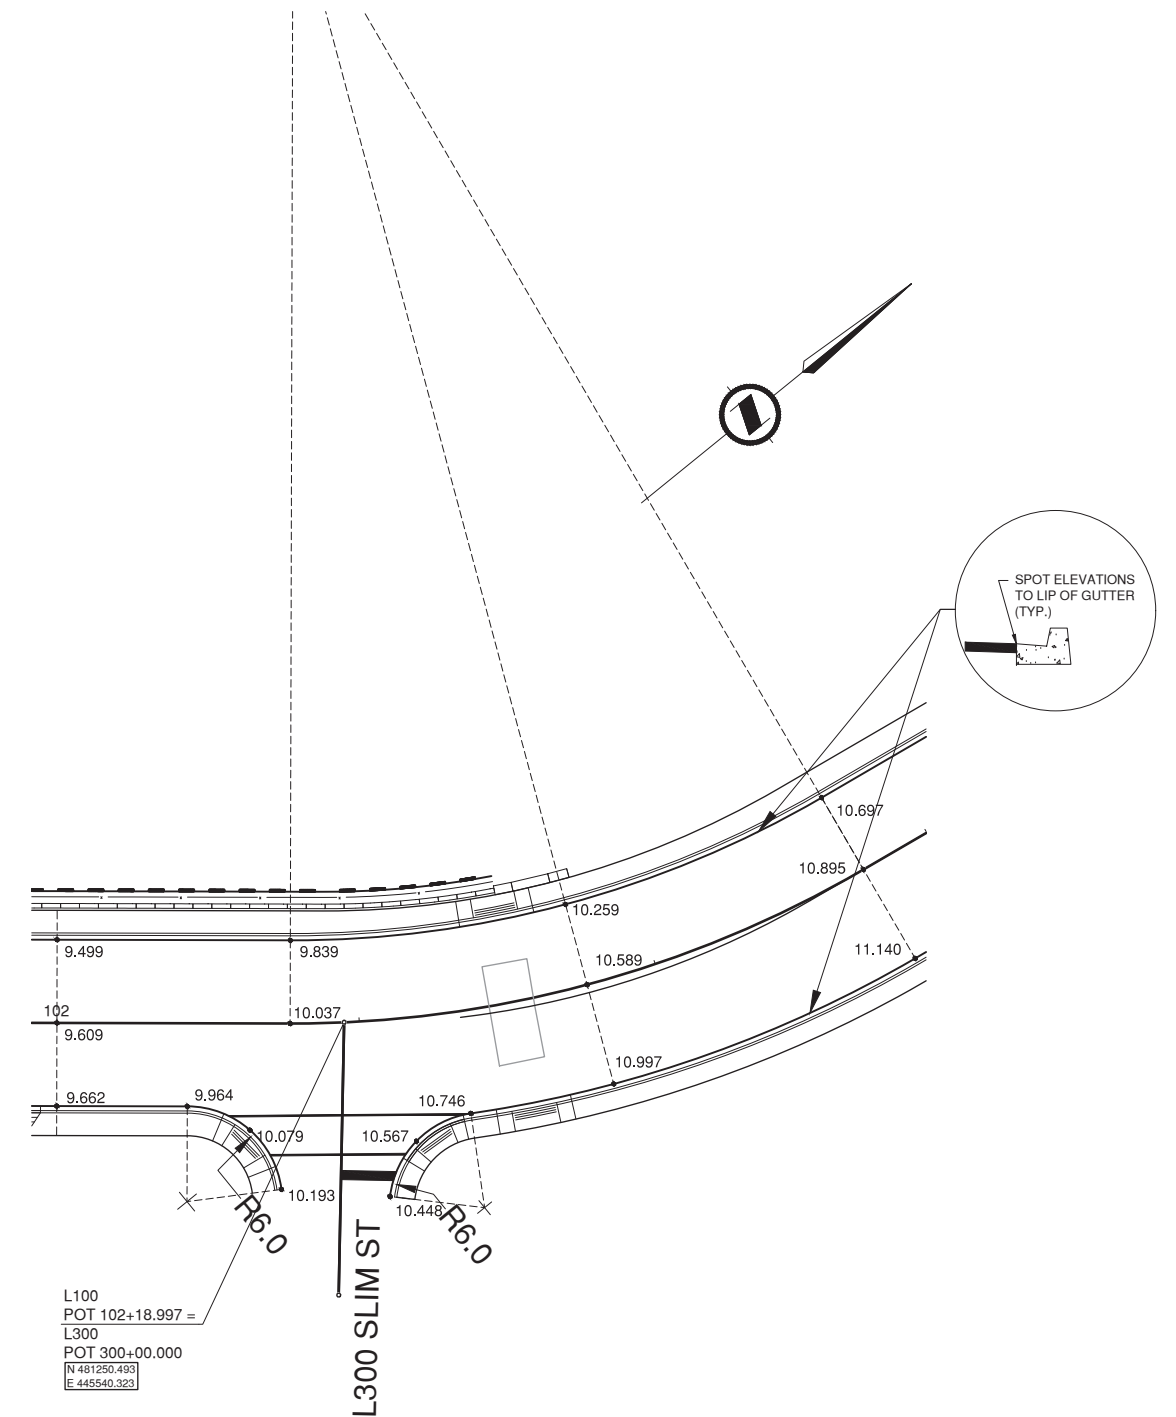 SPOT ELEVATIONS
TO LIP OF GUTTER
(TYP.)
10.697
10.895
10.259
11.140
9.499
9.839
10.589
102
10.037
9.609
10.997
9.662
9.964
10.746
10.079
10.567
10.193
10.448
R6.0
R6.0
L300 SLIM ST
L100
POT 102+18.997 =
L300
POT 300+00.000
N 481250.493
E 445540.323